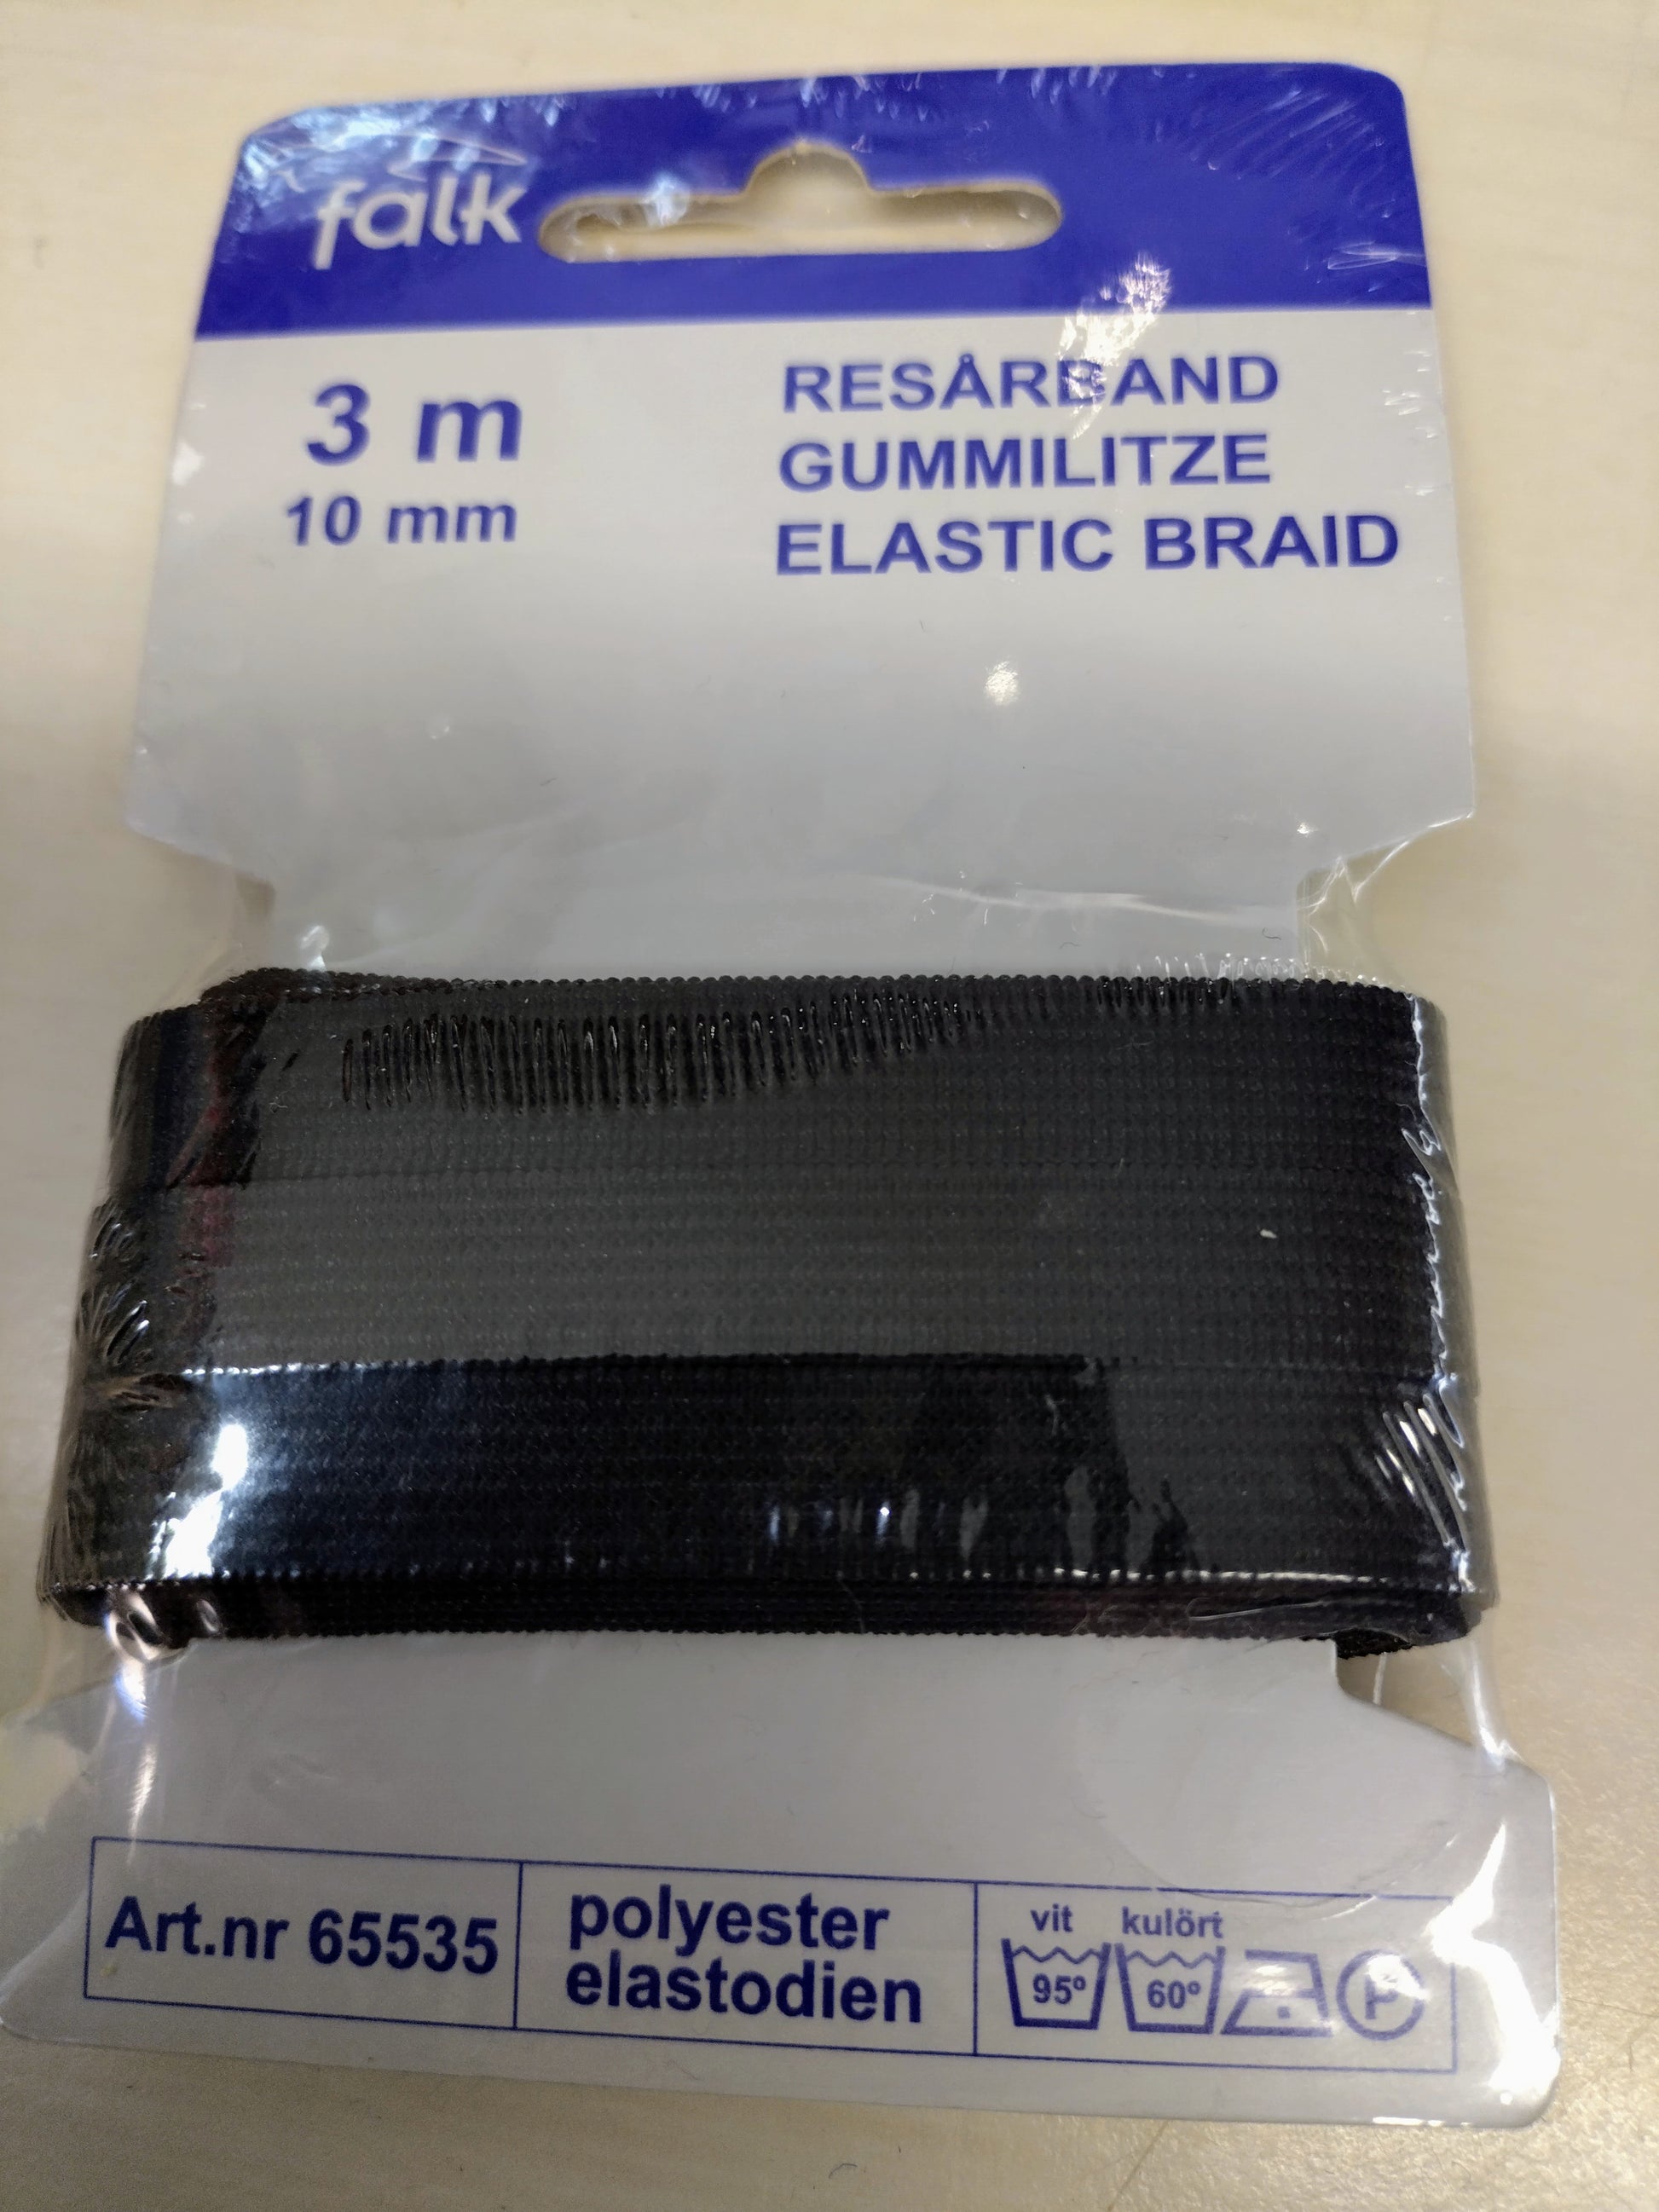 falk
3 m
10 mm
RESÅRBAND
GUMMILITZE
ELASTIC BRAID
Art.nr 65535
polyester
elastodien
vit kulört
95° 60° P